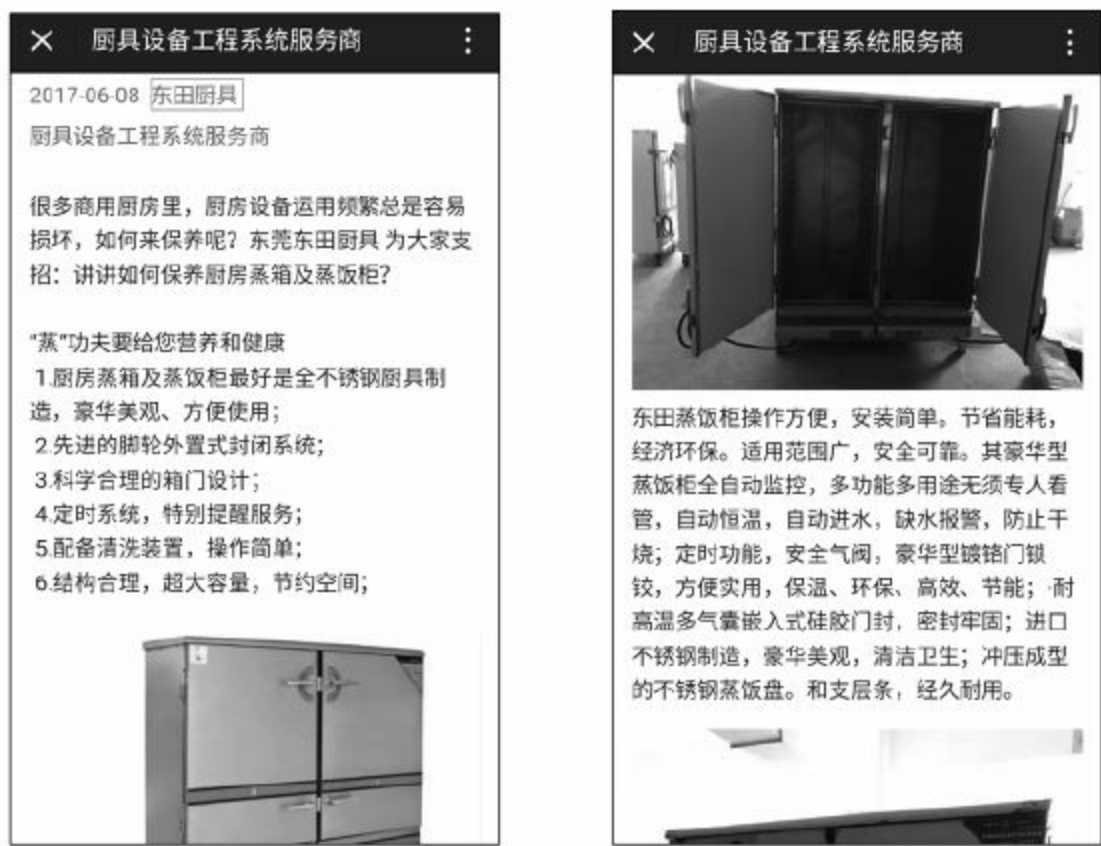 厨具设备工程系统服务商
2017-06-08 东田厨具
厨具设备工程系统服务商
很多商用厨房里，厨房设备运用频繁总是容易
损坏，如何来保养呢？东莞东田厨具 为大家支
招：讲讲如何保养厨房蒸箱及蒸饭柜？
“蒸”功夫要给您营养和健康
1.厨房蒸箱及蒸饭柜最好是全不锈钢厨具制
造，豪华美观、方便使用；
2.先进的脚轮外置式封闭系统；
3.科学合理的箱门设计；
4.定时系统，特别提醒服务；
5.配备清洗装置，操作简单；
6.结构合理，超大容量，节约空间；
厨具设备工程系统服务商
东田蒸饭柜操作方便，安装简单。节省能耗，
经济环保。适用范围广，安全可靠。其豪华型
蒸饭柜全自动监控，多功能多用途无须专人看
管，自动恒温，自动进水，缺水报警，防止干
烧；定时功能，安全气阀，豪华型镀铬门锁
铰，方便实用，保温、环保、高效、节能；·耐
高温多气囊嵌入式硅胶门封，密封牢固；进口
不锈钢制造，豪华美观，清洁卫生；冲压成型
的不锈钢蒸饭盘。和支层条，经久耐用。